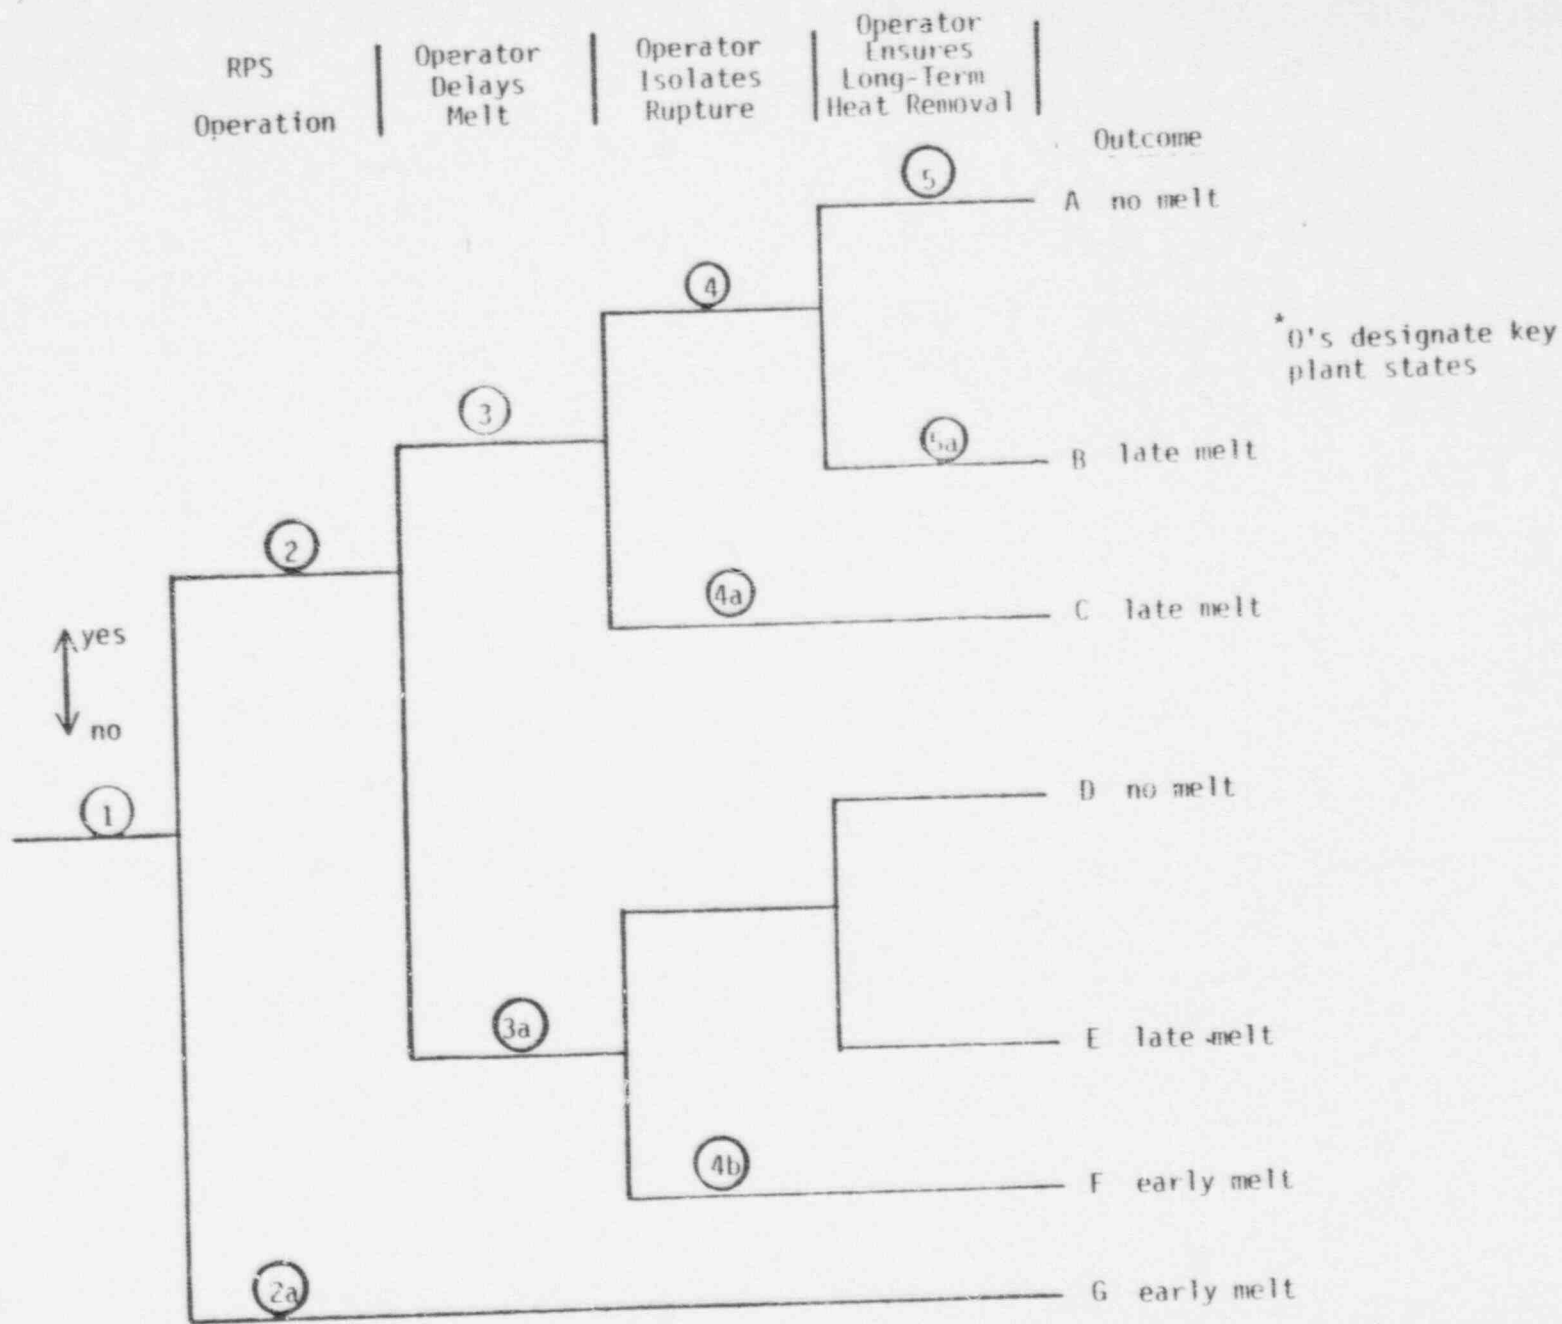 RPS
Operation
Operator
Delays
Melt
Operator
Isolates
Rupture
Operator
Ensures
Long-Term
Heat Removal
Outcome
5
A no melt
4
*O's designate key
plant states
3
5a
B late melt
2
4a
C late melt
yes
no
1
D no melt
3a
E late melt
4b
F early melt
2a
G early melt